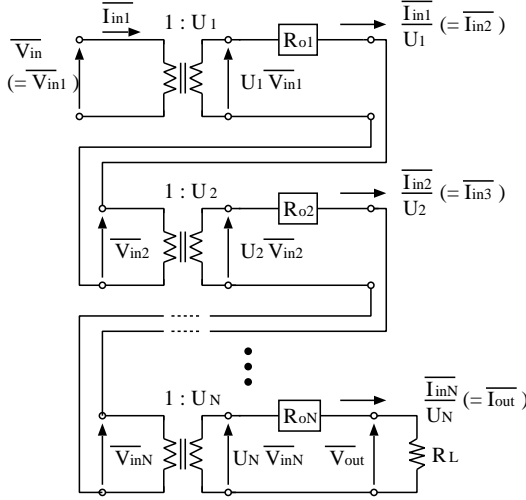 I̅i̅n̅1̅
1 : U1
Ro1
I̅i̅n̅1̅/U1 (= I̅i̅n̅2̅)
V̅i̅n̅
(= V̅i̅n̅1̅)
U1 V̅i̅n̅1̅
1 : U2
Ro2
I̅i̅n̅2̅/U2 (= I̅i̅n̅3̅)
V̅i̅n̅2̅
U2 V̅i̅n̅2̅
1 : UN
RoN
I̅i̅n̅N̅/UN (= I̅o̅u̅t̅)
V̅i̅n̅N̅
UN V̅i̅n̅N̅
V̅o̅u̅t̅
RL